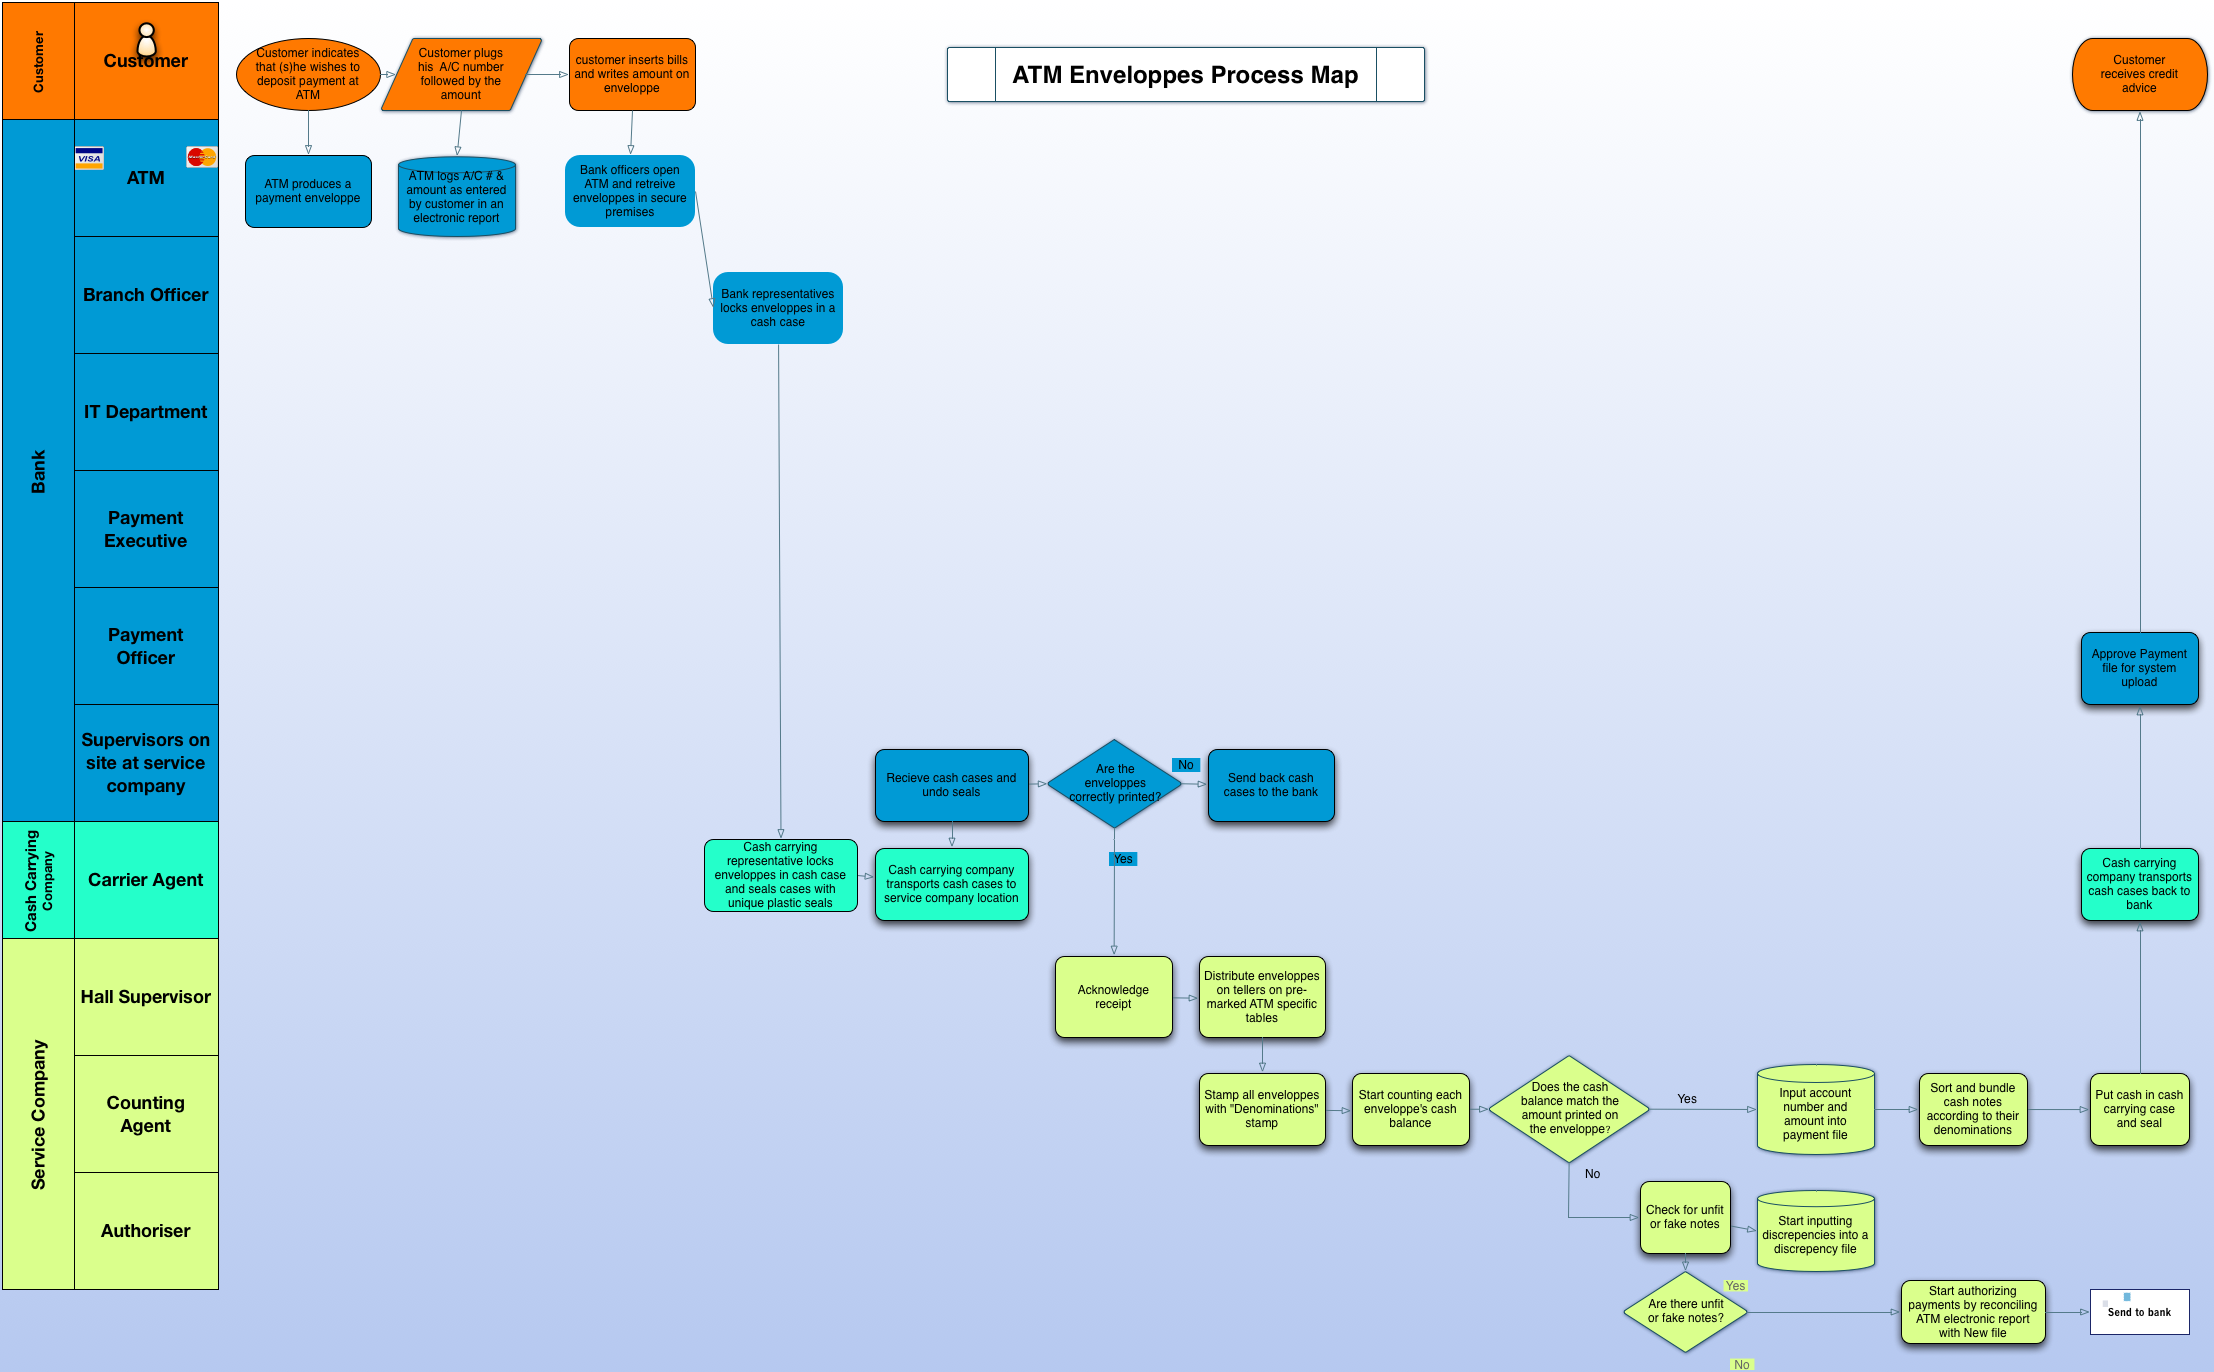 Customer
Customer
Customer indicates
that (s)he wishes to
deposit payment at
ATM
Customer plugs
his A/C number
followed by the
amount
customer inserts bills
and writes amount on
enveloppe
ATM Enveloppes Process Map
Customer
receives credit
advice
Bank
VISA
MasterCard
ATM
ATM produces a
payment enveloppe
ATM logs A/C # &
amount as entered
by customer in an
electronic report
Bank officers open
ATM and retreive
enveloppes in secure
premises
Branch Officer
Bank representatives
locks enveloppes in a
cash case
IT Department
Payment
Executive
Payment
Officer
Approve Payment
file for system
upload
Supervisors on
site at service
company
Recieve cash cases and
undo seals
Are the
enveloppes
correctly printed?
No
Send back cash
cases to the bank
Yes
Cash Carrying
Company
Carrier Agent
Cash carrying
representative locks
enveloppes in cash case
and seals cases with
unique plastic seals
Cash carrying company
transports cash cases to
service company location
Cash carrying
company transports
cash cases back to
bank
Service Company
Hall Supervisor
Acknowledge
receipt
Distribute enveloppes
on tellers on pre-
marked ATM specific
tables
Counting
Agent
Stamp all enveloppes
with "Denominations"
stamp
Start counting each
enveloppe's cash
balance
Does the cash
balance match the
amount printed on
the enveloppe?
Yes
No
Input account
number and
amount into
payment file
Sort and bundle
cash notes
according to their
denominations
Put cash in cash
carrying case
and seal
Authoriser
Check for unfit
or fake notes
Start inputting
discrepencies into a
discrepency file
Are there unfit
or fake notes?
Yes
No
Start authorizing
payments by reconciling
ATM electronic report
with New file
Send to bank